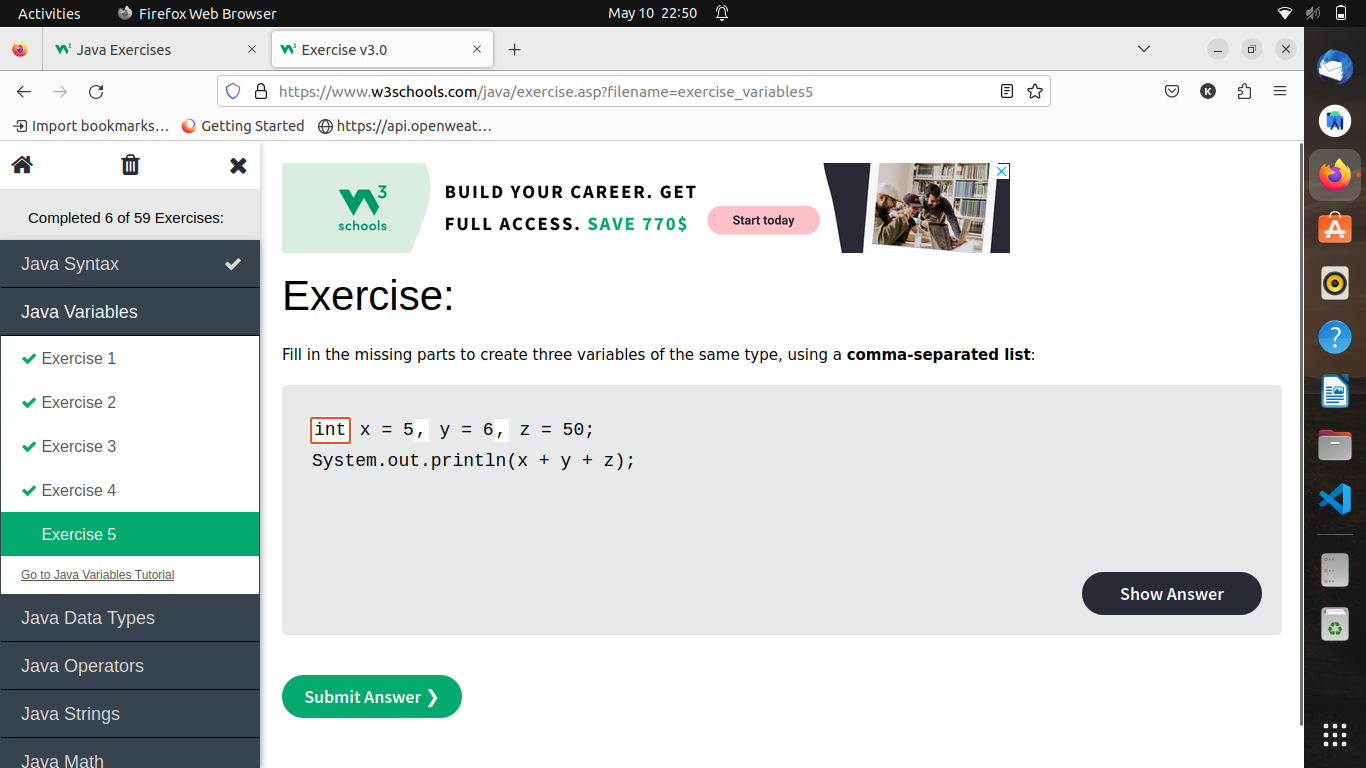 Activities
Firefox Web Browser
May 10 22:50
Java Exercises
Exercise v3.0
https://www.w3schools.com/java/exercise.asp?filename=exercise_variables5
K
Import bookmarks…
Getting Started
https://api.openweat…
Completed 6 of 59 Exercises:
Java Syntax
Java Variables
Exercise 1
Exercise 2
Exercise 3
Exercise 4
Exercise 5
Go to Java Variables Tutorial
Java Data Types
Java Operators
Java Strings
Java Math
W3
schools
BUILD YOUR CAREER. GET
FULL ACCESS. SAVE 770$
Start today
Exercise:
Fill in the missing parts to create three variables of the same type, using a comma-separated list:
int x = 5, y = 6, z = 50;
System.out.println(x + y + z);
Show Answer
Submit Answer ❯